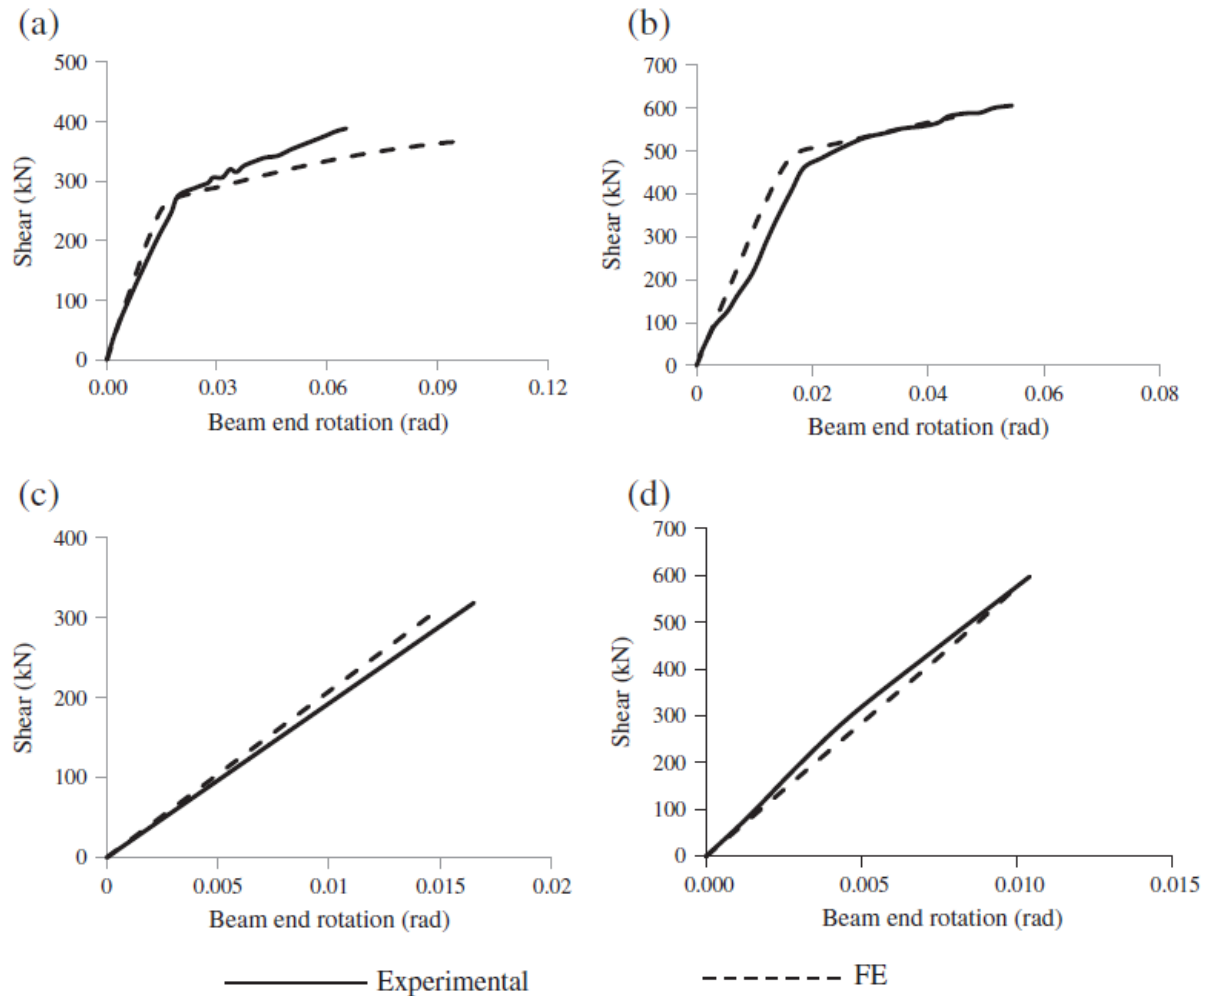 (a)
500
400
300
200
100
0
Shear (kN)
0.00 0.03 0.06 0.09 0.12
Beam end rotation (rad)
(b)
700
600
500
400
300
200
100
0
Shear (kN)
0 0.02 0.04 0.06 0.08
Beam end rotation (rad)
(c)
400
300
200
100
0
Shear (kN)
0 0.005 0.01 0.015 0.02
Beam end rotation (rad)
(d)
700
600
500
400
300
200
100
0
Shear (kN)
0.000 0.005 0.010 0.015
Beam end rotation (rad)
Experimental FE